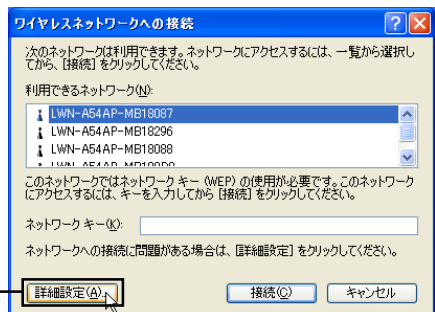 ワイヤレスネットワークへの接続
次のネットワークは利用できます。ネットワークにアクセスするには、一覧から選択し
てから、[接続] をクリックしてください。
利用できるネットワーク(N):
LWN-A54AP-MB18087
LWN-A54AP-MB18296
LWN-A54AP-MB18088
このネットワークではネットワーク キー (WEP) の使用が必要です。このネットワーク
にアクセスするには、キーを入力してから [接続] をクリックしてください。
ネットワーク キー(K):
ネットワークへの接続に問題がある場合は、[詳細設定] をクリックしてください。
詳細設定(A)... 接続(C) キャンセル